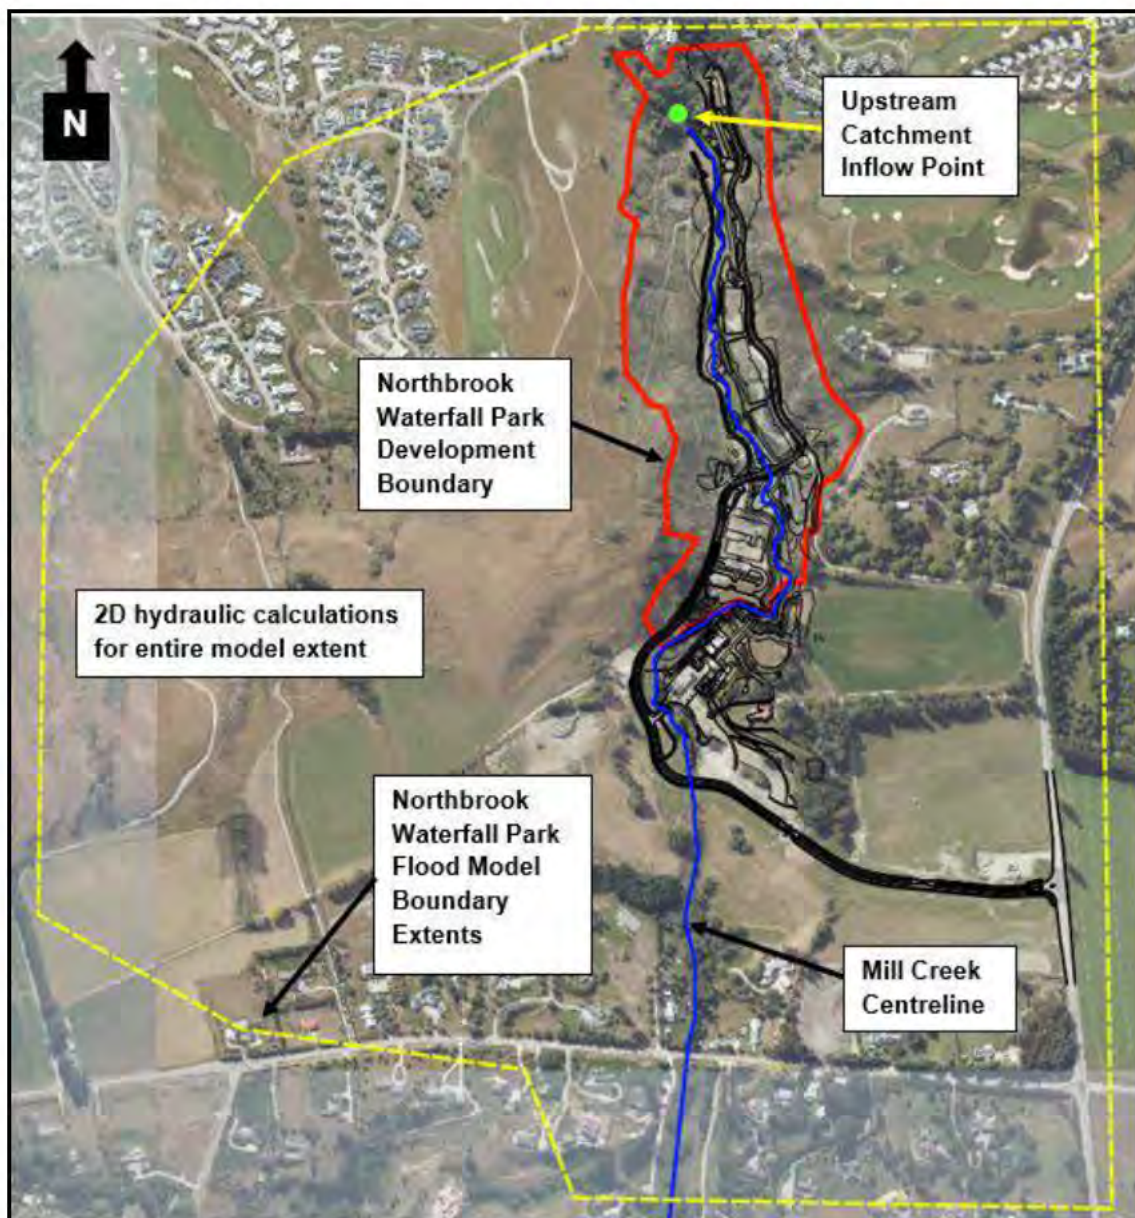 N
Upstream
Catchment
Inflow Point
Northbrook
Waterfall Park
Development
Boundary
2D hydraulic calculations
for entire model extent
Northbrook
Waterfall Park
Flood Model
Boundary
Extents
Mill Creek
Centreline